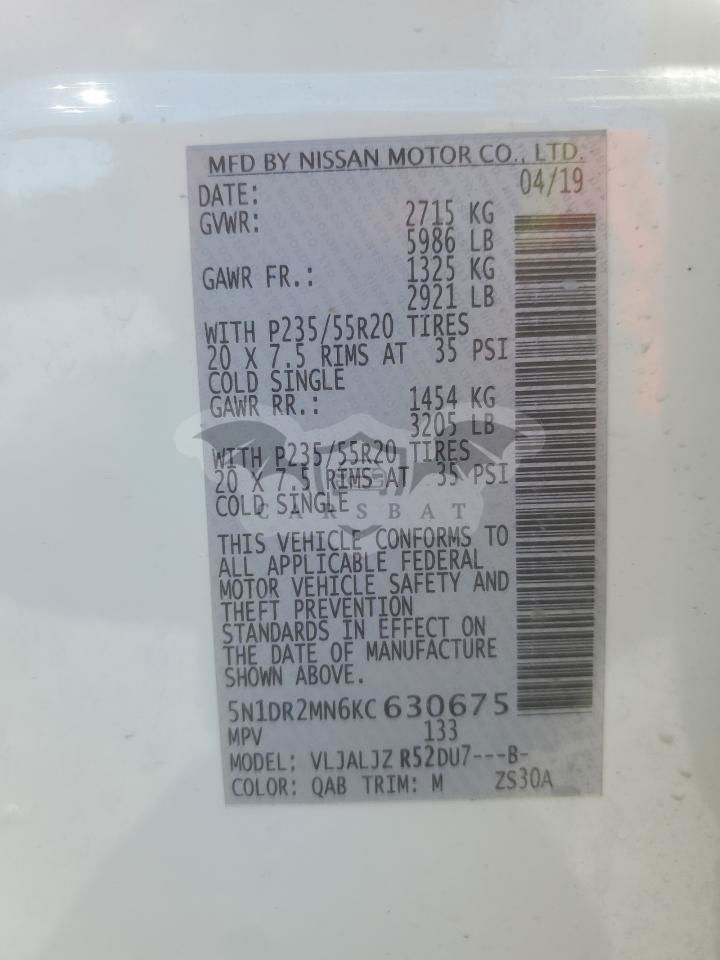 MFD BY NISSAN MOTOR CO., LTD.
DATE: 04/19
GVWR: 2715 KG
5986 LB
GAWR FR.: 1325 KG
2921 LB
WITH P235/55R20 TIRES
20 X 7.5 RIMS AT 35 PSI
COLD SINGLE
GAWR RR.: 1454 KG
3205 LB
WITH P235/55R20 TIRES
20 X 7.5 RIMS AT 35 PSI
COLD SINGLE
CARSBAT
THIS VEHICLE CONFORMS TO
ALL APPLICABLE FEDERAL
MOTOR VEHICLE SAFETY AND
THEFT PREVENTION
STANDARDS IN EFFECT ON
THE DATE OF MANUFACTURE
SHOWN ABOVE.
5N1DR2MN6KC 630675
MPV 133
MODEL: VLJALJZ R52DU7---B-
COLOR: QAB TRIM: M ZS30A